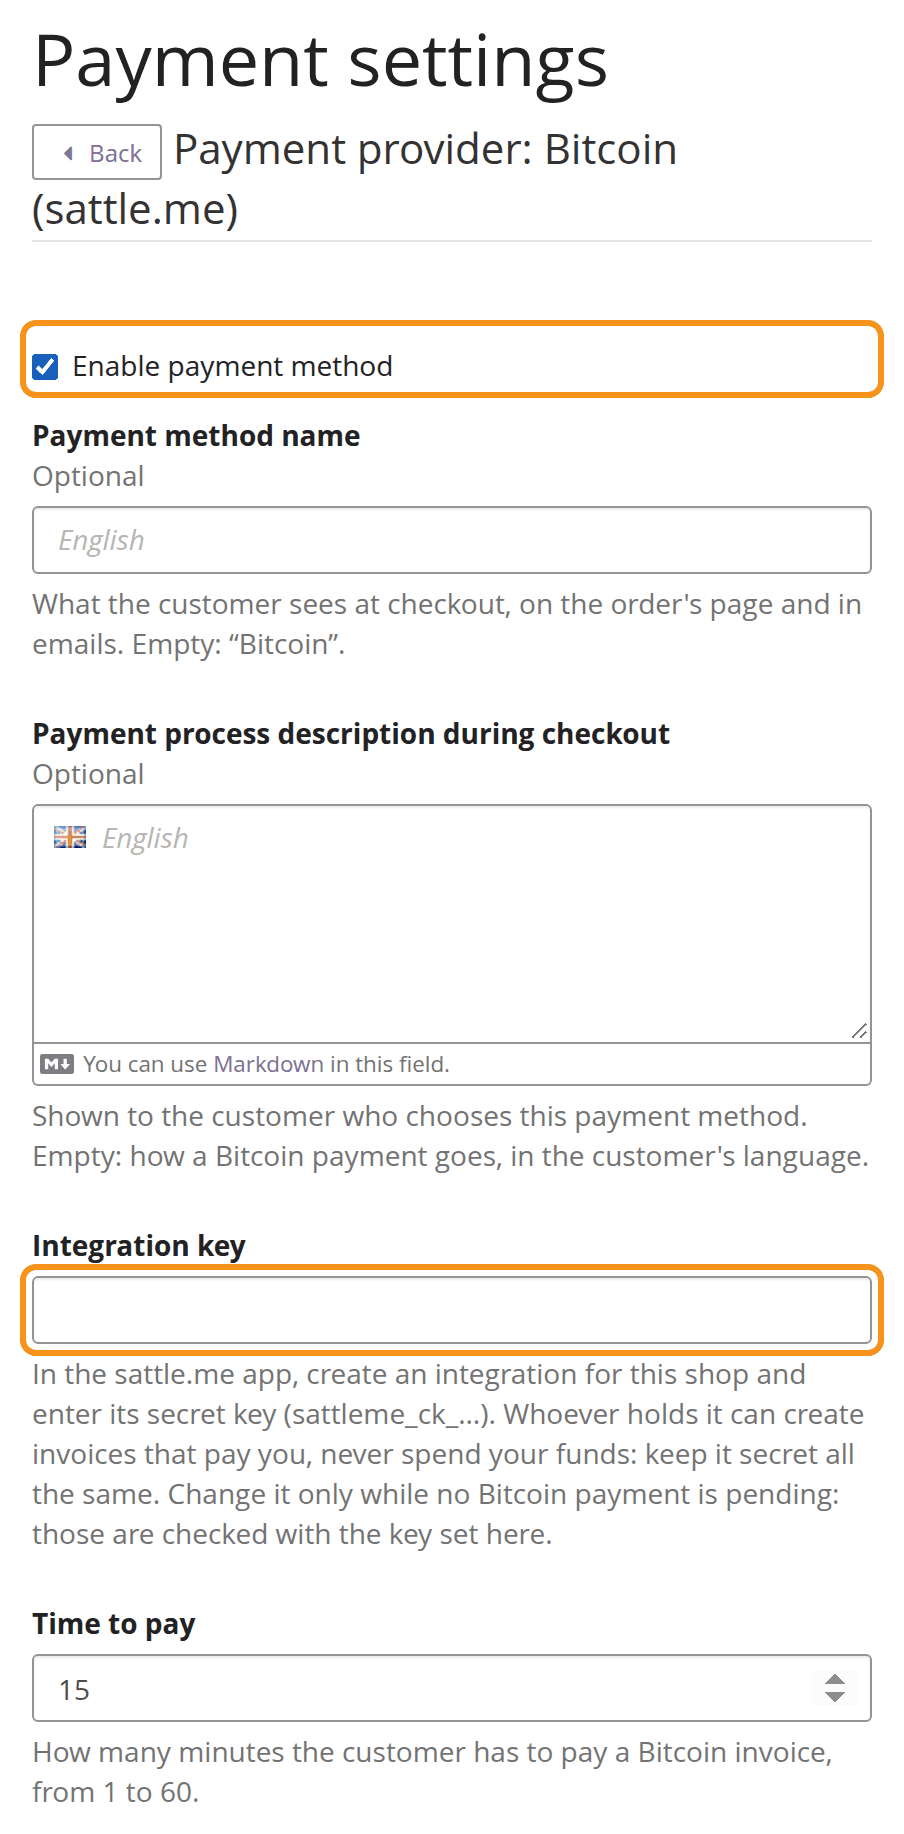 Payment settings
Back Payment provider: Bitcoin
(sattle.me)
Enable payment method
Payment method name
Optional
English
What the customer sees at checkout, on the order's page and in
emails. Empty: “Bitcoin”.
Payment process description during checkout
Optional
English
M You can use Markdown in this field.
Shown to the customer who chooses this payment method.
Empty: how a Bitcoin payment goes, in the customer's language.
Integration key
In the sattle.me app, create an integration for this shop and
enter its secret key (sattleme_ck_…). Whoever holds it can create
invoices that pay you, never spend your funds: keep it secret all
the same. Change it only while no Bitcoin payment is pending:
those are checked with the key set here.
Time to pay
15
How many minutes the customer has to pay a Bitcoin invoice,
from 1 to 60.